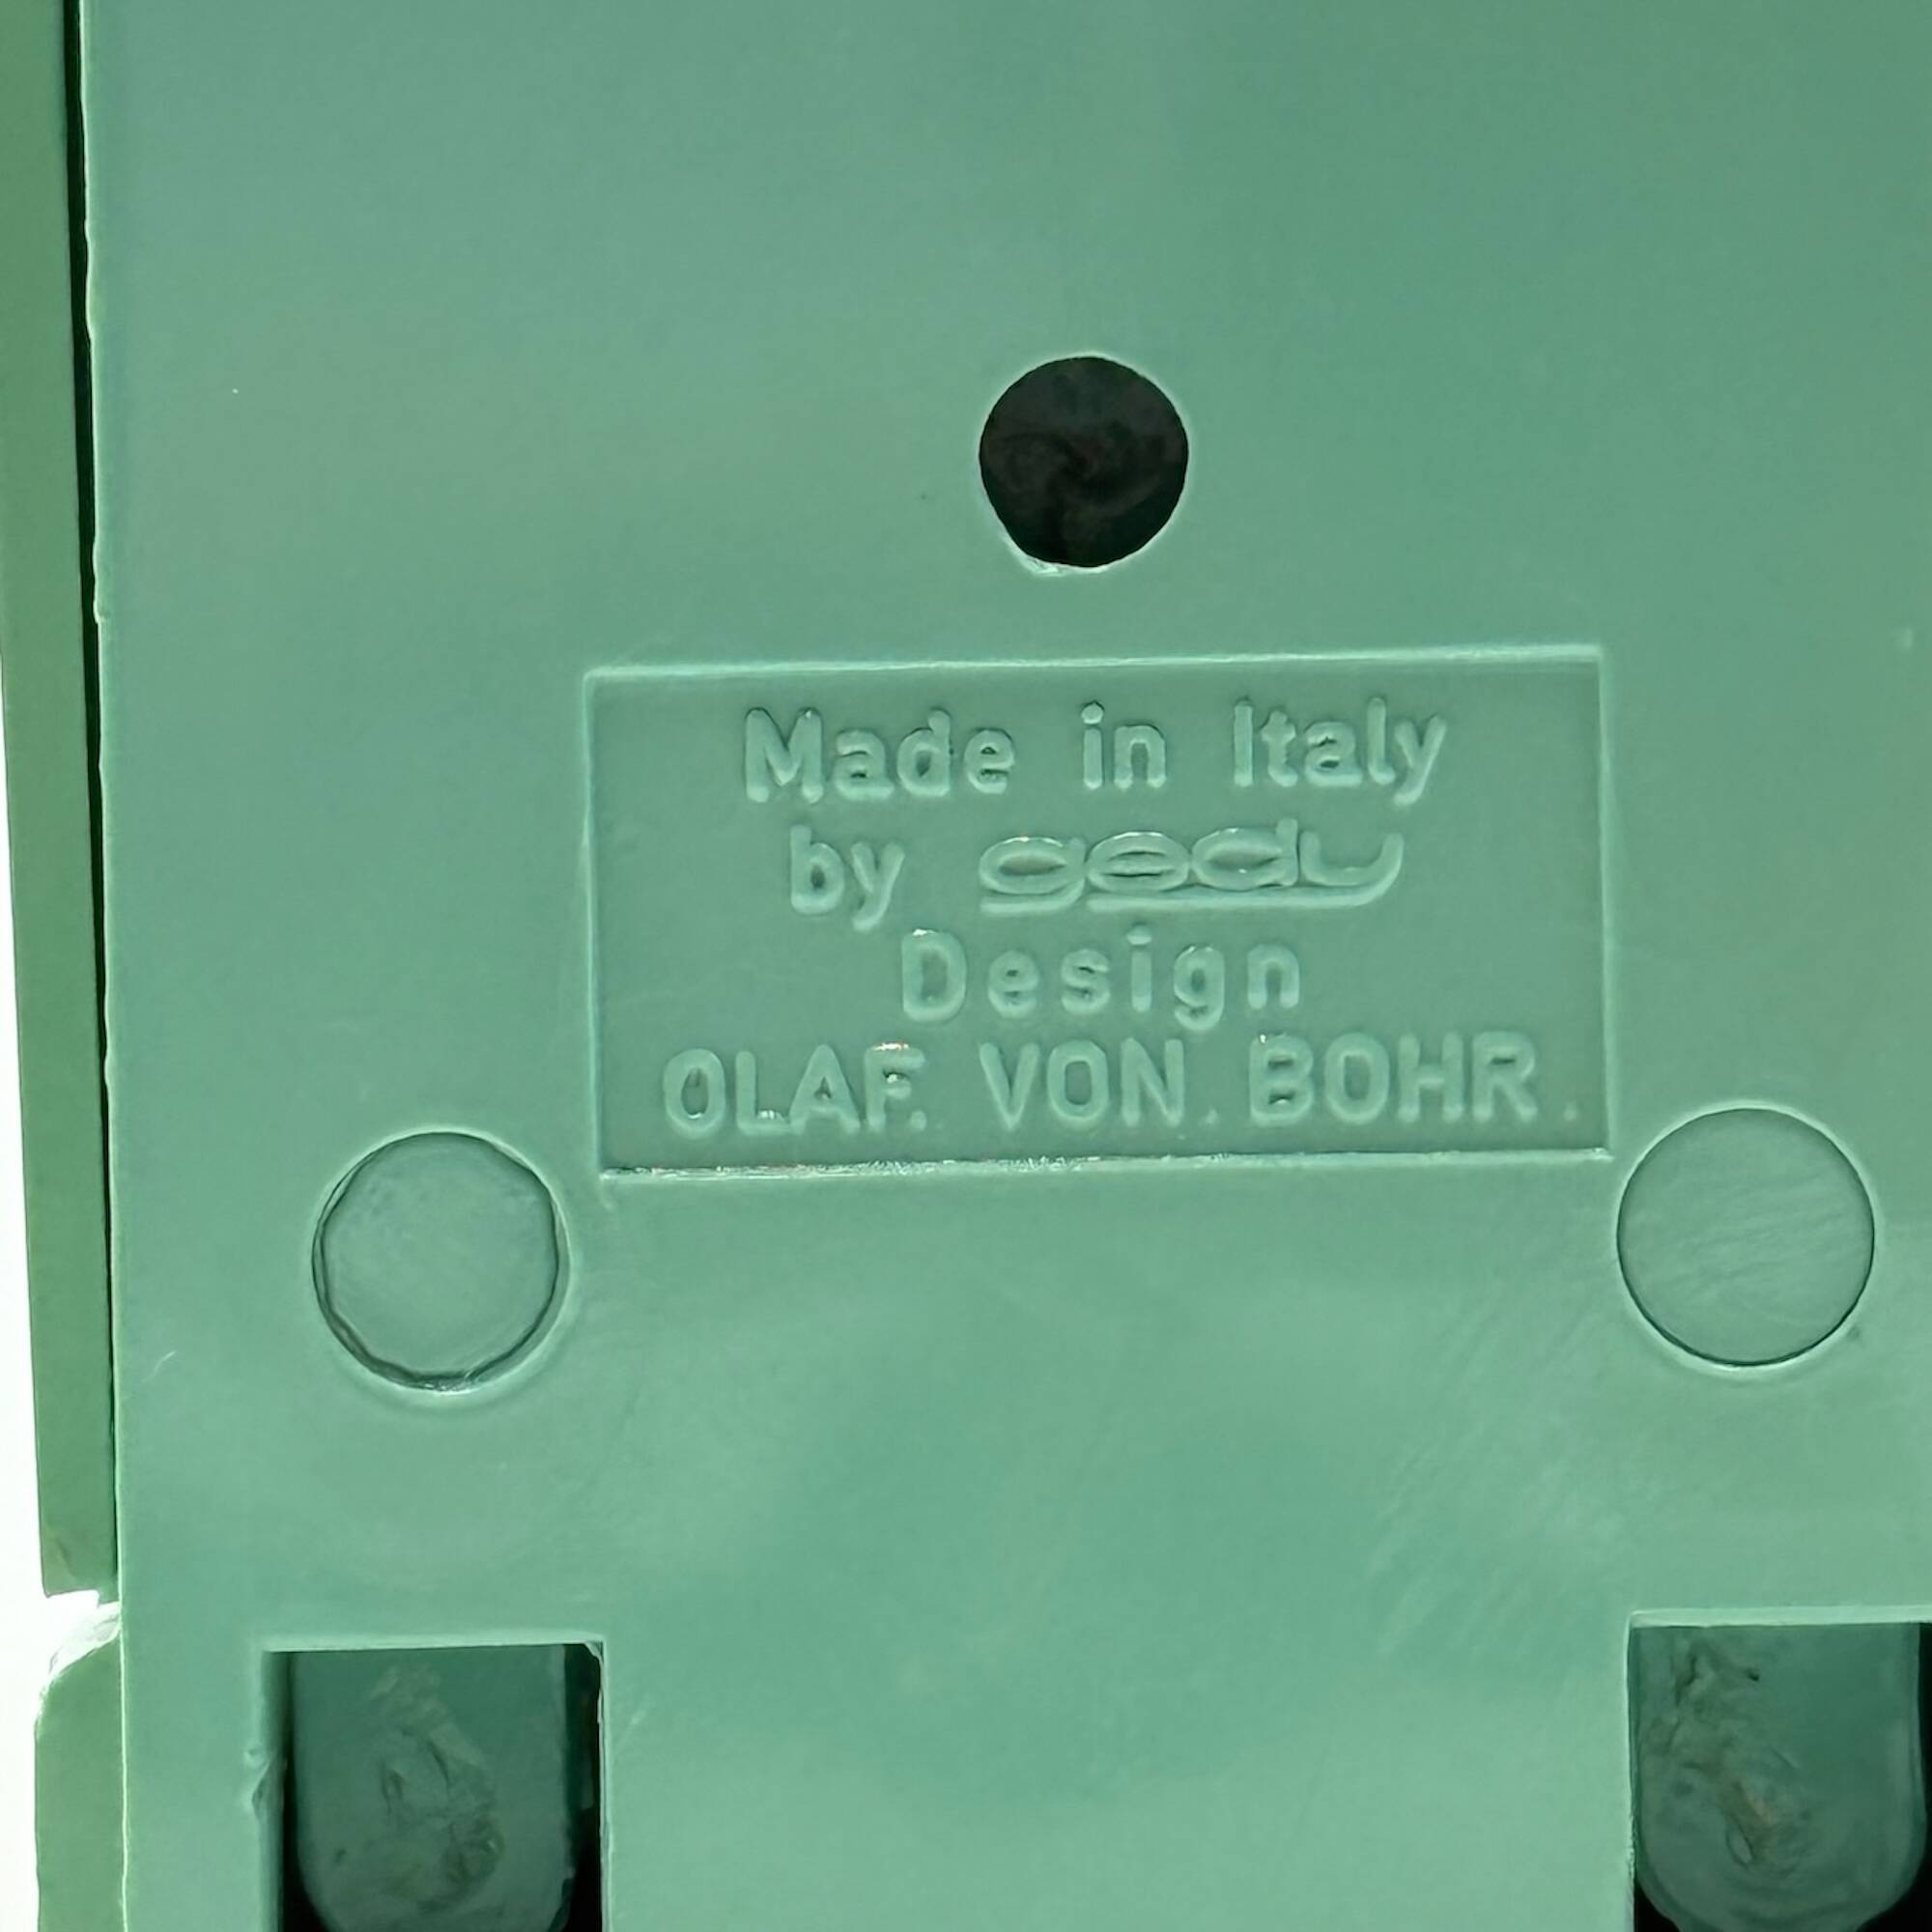 Made in Italy
by gedy
Design
OLAF. VON. BOHR.